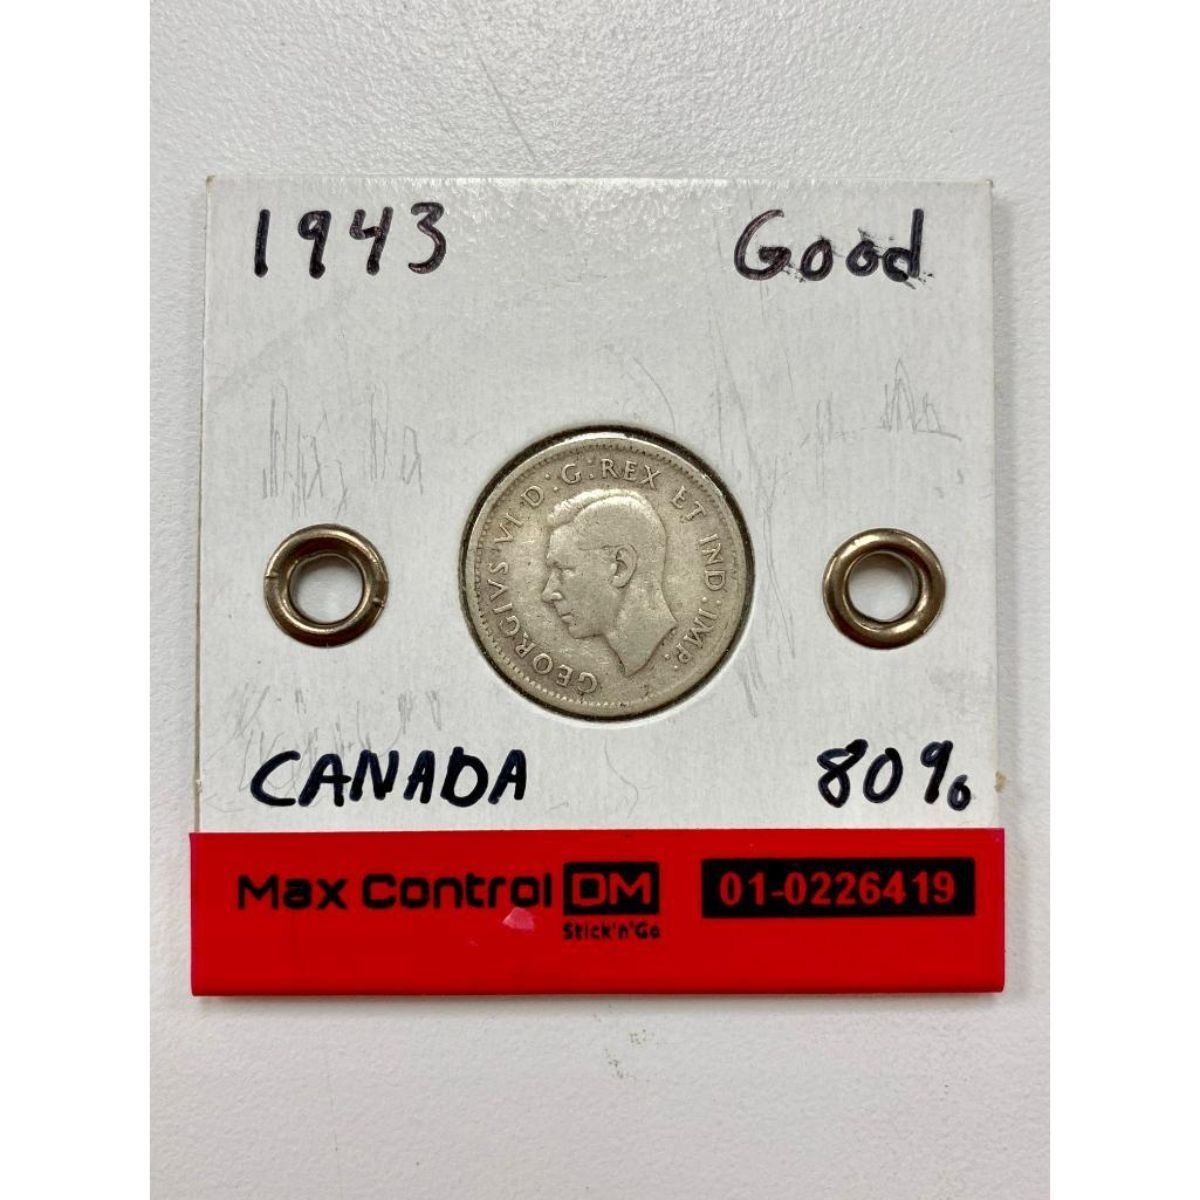 1943 Good
GEORGIVS VI D:G:REX ET IND:IMP:
CANADA 80%
Max Control DM 01-0226419
Stick'n'Go